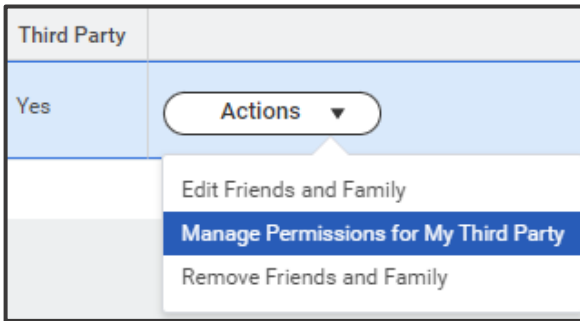 Third Party
Yes
Actions
Edit Friends and Family
Manage Permissions for My Third Party
Remove Friends and Family